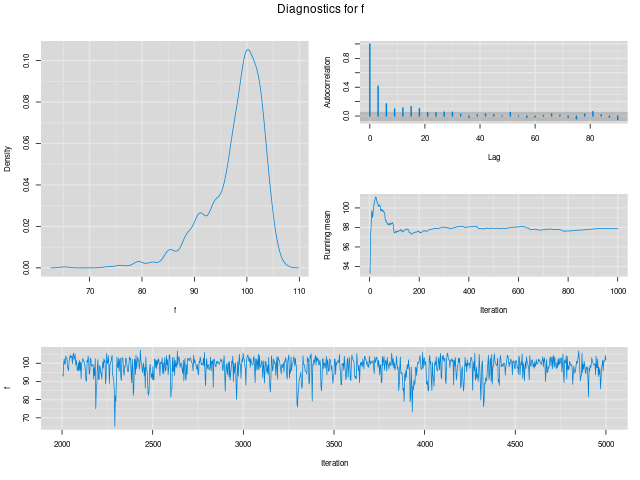 Diagnostics for f
Density
0.00 0.02 0.04 0.06 0.08 0.10
70 80 90 100 110
f
Autocorrelation
0.0 0.4 0.8
0 20 40 60 80
Lag
Running mean
94 96 98 100
0 200 400 600 800 1000
Iteration
f
70 80 90 100
2000 2500 3000 3500 4000 4500 5000
Iteration